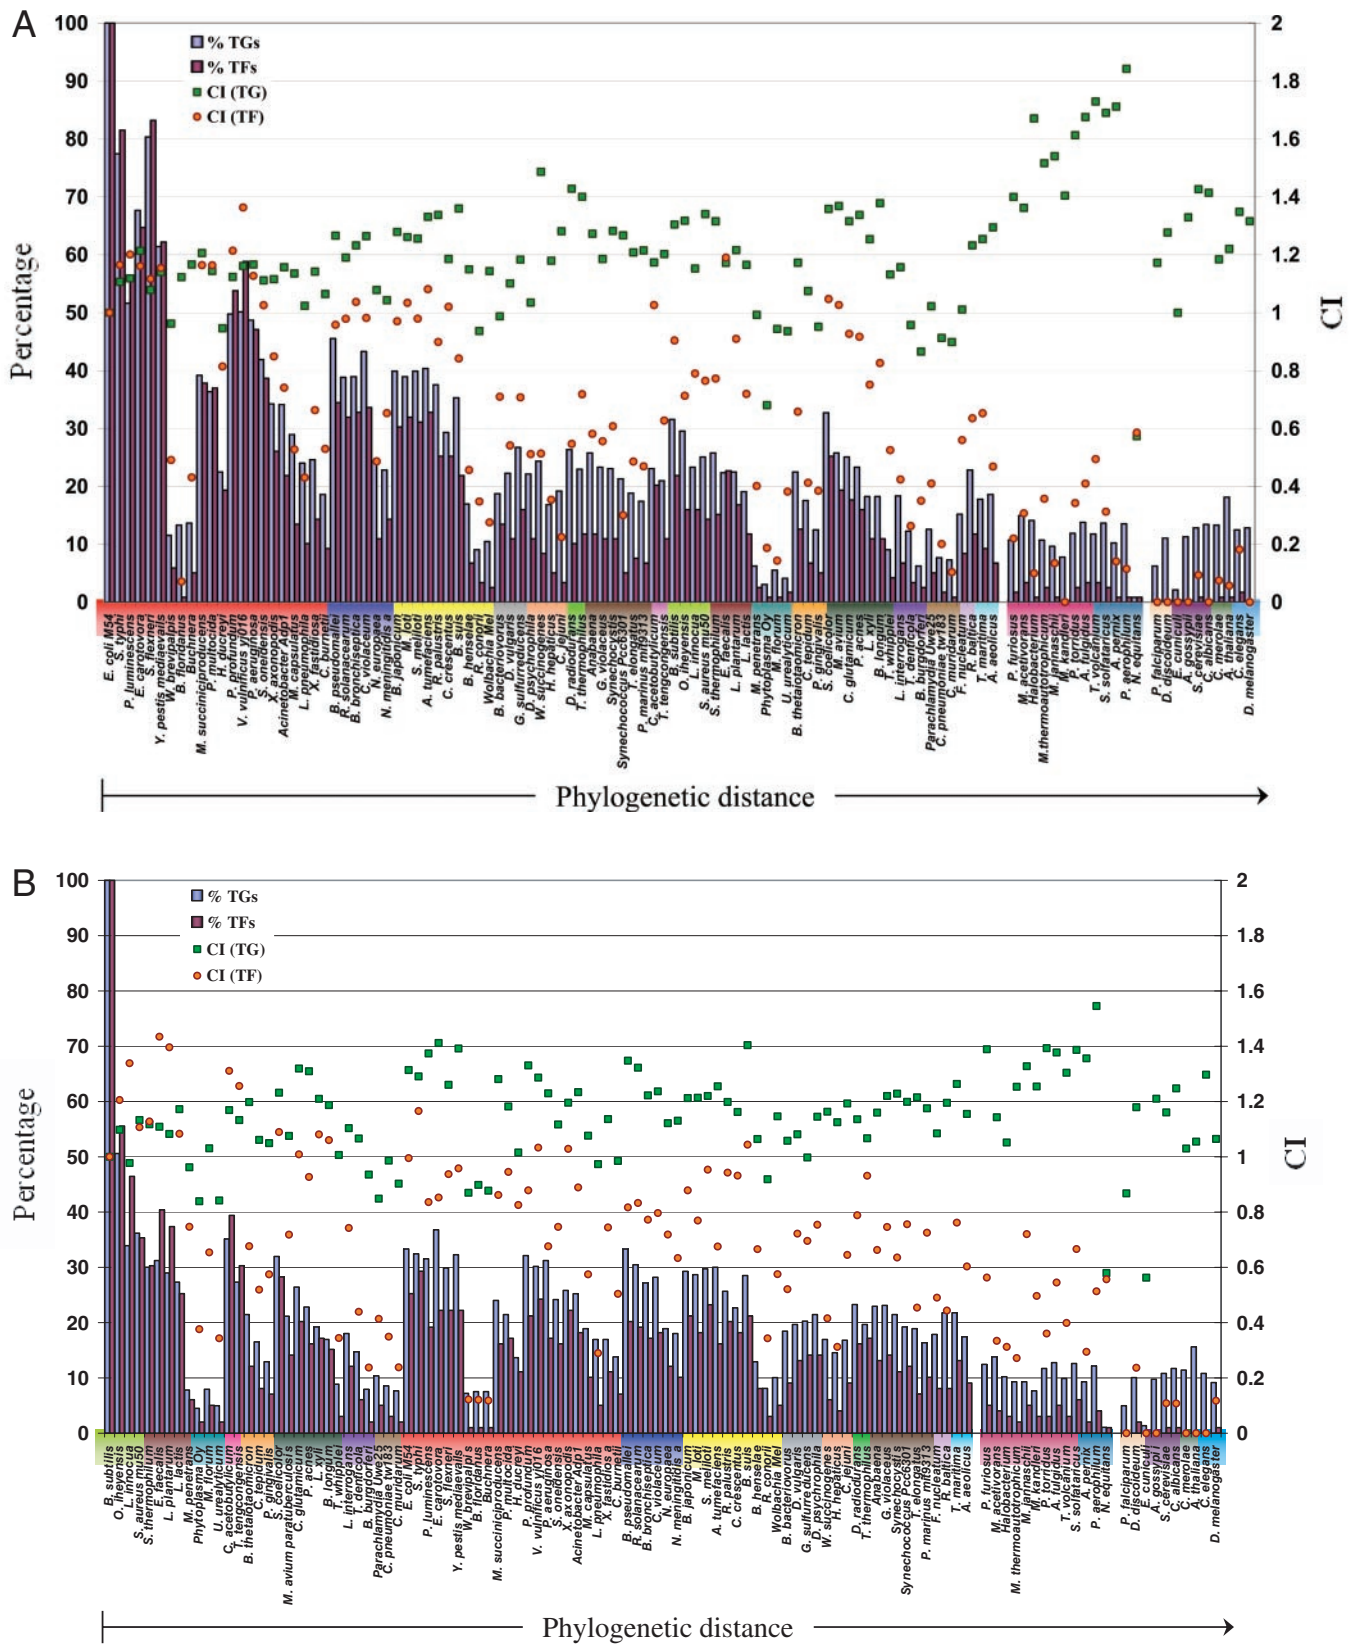 A
Percentage
100
90
80
70
60
50
40
30
20
10
0
% TGs
% TFs
CI (TG)
CI (TF)
2
1.8
1.6
1.4
1.2
1
0.8
0.6
0.4
0.2
0
CI
E. coli M54
S. typhi
P. luminescens
E. carotovora
S. flexneri
Y. pestis mediaevalis
W. brevipalpis
B. floridanus
Buchnera
M. succiniciproducens
P. multocida
H. ducreyi
P. profundum
V. vulnificus yj016
P. aeruginosa
S. oneidensis
X. axonopodis
Acinetobacter Adp1
M. capsulatus
L. pneumophila
X. fastidiosa
C. burnetii
B. pseudomallei
R. solanacearum
B. bronchiseptica
C. violaceum
N. europaea
N. meningitidis a
B. japonicum
M. loti
S. meliloti
A. tumefaciens
R. palustris
C. crescentus
B. suis
B. henselae
R. conorii
Wolbachia Mel
B. bacteriovorus
D. vulgaris
G. sulfurreducens
D. psychrophila
W. succinogenes
H. hepaticus
C. jejuni
D. radiodurans
T. thermophilus
Anabaena
G. violaceus
Synechocystis
Synechococcus Pcc6301
T. elongatus
P. marinus mit9313
C. acetobutylicum
T. tengcongensis
B. subtilis
O. iheyensis
L. innocua
S. aureus mu50
S. thermophilum
E. faecalis
L. plantarum
L. lactis
M. penetrans
Phytoplasma Oy
M. florum
U. urealyticum
B. thetaiotaomicron
C. tepidum
P. gingivalis
S. coelicolor
M. avium
C. glutamicum
P. acnes
L. xyli
B. longum
T. whipplei
L. interrogans
T. denticola
B. burgdorferi
Parachlamydia Uwe25
C. pneumoniae tw183
C. muridarum
F. nucleatum
R. baltica
T. maritima
A. aeolicus
P. furiosus
M. acetivorans
Halobacterium
M.thermoautotrophicum
M. jannaschii
M. kandleri
P. torridus
A. fulgidus
T. volcanium
S. solfataricus
A. pernix
P. aerophilum
N. equitans
P. falciparum
D. discoideum
E. cuniculi
A. gossypii
S. cerevisiae
C. albicans
C. merolae
A. thaliana
C. elegans
D. melanogaster
Phylogenetic distance
B
Percentage
100
90
80
70
60
50
40
30
20
10
0
% TGs
% TFs
CI (TG)
CI (TF)
2
1.8
1.6
1.4
1.2
1
0.8
0.6
0.4
0.2
0
CI
B. subtilis
O. iheyensis
L. innocua
S. aureus mu50
S. thermophilum
E. faecalis
L. plantarum
L. lactis
M. penetrans
Phytoplasma Oy
M. florum
U. urealyticum
C. acetobutylicum
T. tengcongensis
B. thetaiotaomicron
C. tepidum
P. gingivalis
S. coelicolor
M. avium paratuberculosis
C. glutamicum
P. acnes
L. xyli
B. longum
T. whipplei
L. interrogans
T. denticola
B. burgdorferi
Parachlamydia Uwe25
C. pneumoniae tw183
C. muridarum
E. coli M54
S. typhi
P. luminescens
E. carotovora
S. flexneri
Y. pestis mediaevalis
W. brevipalpis
B. floridanus
Buchnera
M. succiniciproducens
P. multocida
H. ducreyi
P. profundum
V. vulnificus yj016
P. aeruginosa
S. oneidensis
X. axonopodis
Acinetobacter Adp1
M. capsulatus
L. pneumophila
X. fastidiosa
C. burnetii
B. pseudomallei
R. solanacearum
B. bronchiseptica
C. violaceum
N. europaea
N. meningitidis a
B. japonicum
M. loti
S. meliloti
A. tumefaciens
R. palustris
C. crescentus
B. suis
B. henselae
R. conorii
Wolbachia Mel
B. bacteriovorus
D. vulgaris
G. sulfurreducens
D. psychrophila
W. succinogenes
H. hepaticus
C. jejuni
D. radiodurans
T. thermophilus
Anabaena
G. violaceus
Synechocystis
Synechococcus Pcc6301
T. elongatus
P. marinus mit9313
F. nucleatum
R. baltica
T. maritima
A. aeolicus
P. furiosus
M. acetivorans
Halobacterium
M. thermoautotrophicum
M. jannaschii
M. kandleri
P. torridus
A. fulgidus
T. volcanium
S. solfataricus
A. pernix
P. aerophilum
N. equitans
P. falciparum
D. discoideum
E. cuniculi
A. gossypii
S. cerevisiae
C. albicans
C. merolae
A. thaliana
C. elegans
D. melanogaster
Phylogenetic distance